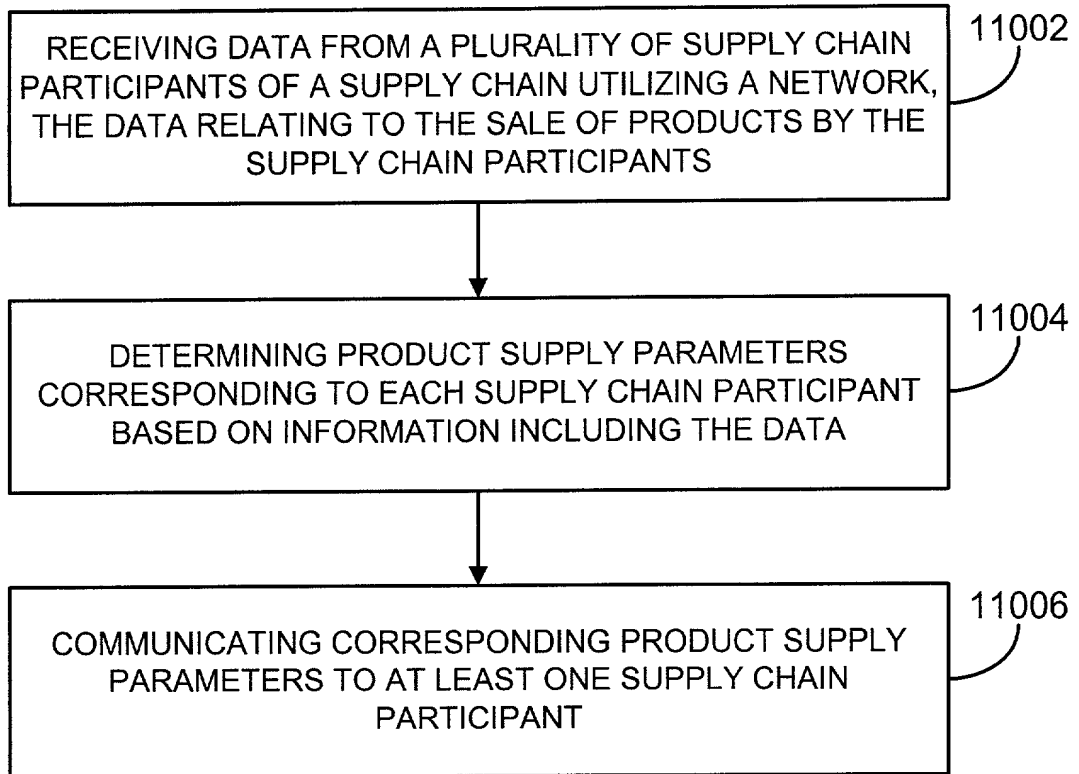 11002
RECEIVING DATA FROM A PLURALITY OF SUPPLY CHAIN
PARTICIPANTS OF A SUPPLY CHAIN UTILIZING A NETWORK,
THE DATA RELATING TO THE SALE OF PRODUCTS BY THE
SUPPLY CHAIN PARTICIPANTS
11004
DETERMINING PRODUCT SUPPLY PARAMETERS
CORRESPONDING TO EACH SUPPLY CHAIN PARTICIPANT
BASED ON INFORMATION INCLUDING THE DATA
11006
COMMUNICATING CORRESPONDING PRODUCT SUPPLY
PARAMETERS TO AT LEAST ONE SUPPLY CHAIN
PARTICIPANT